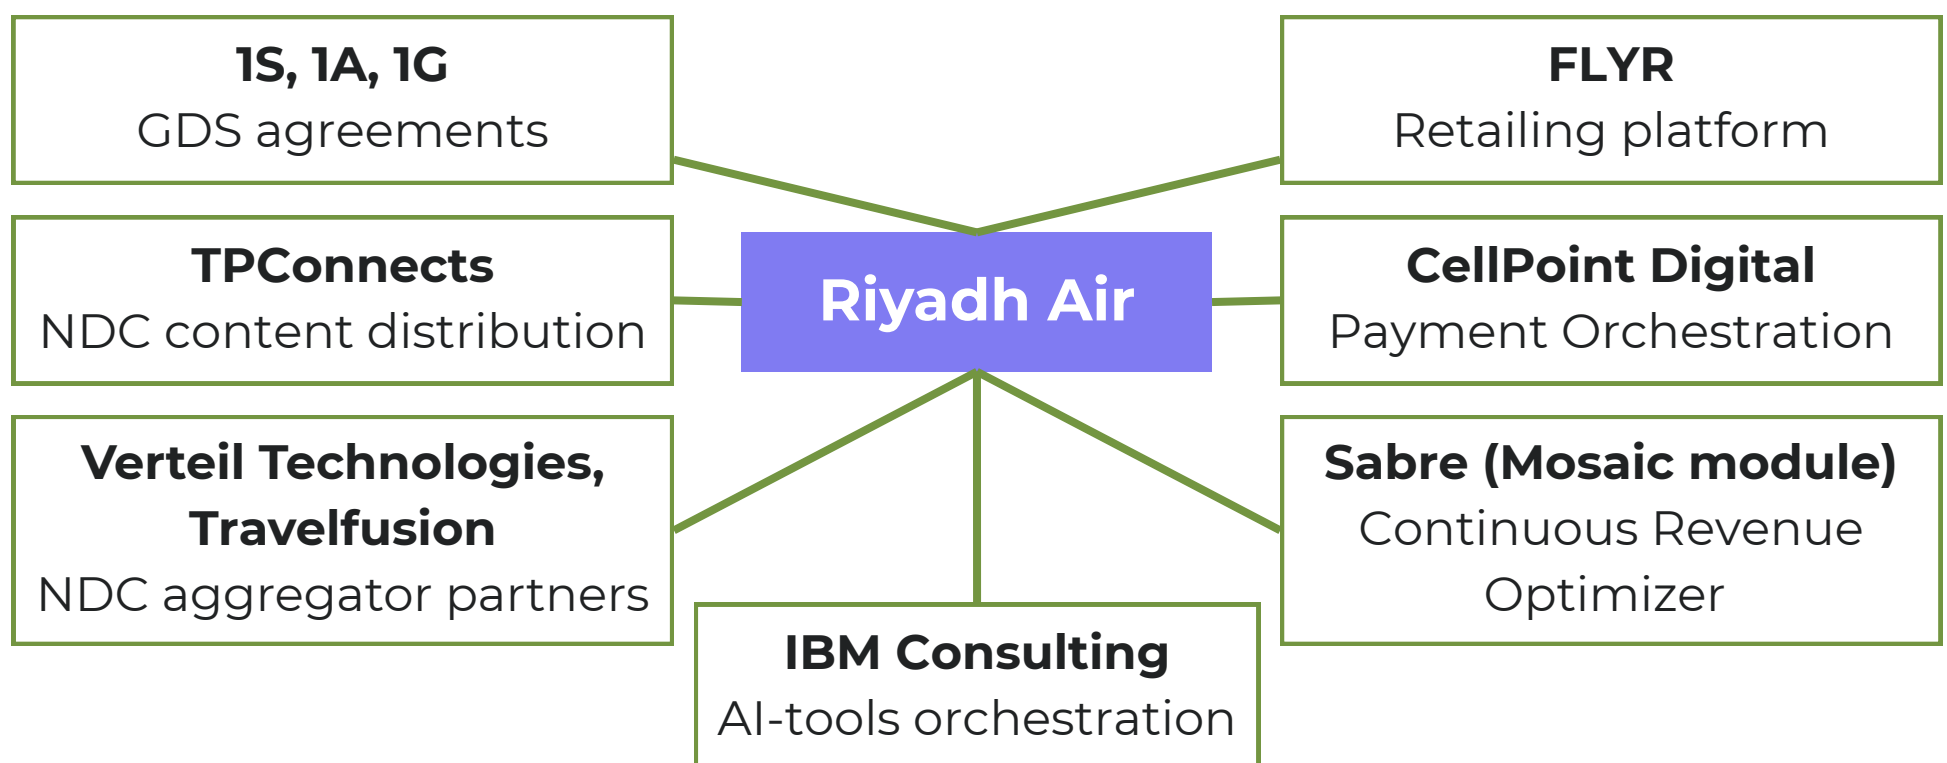 1S, 1A, 1G
GDS agreements
FLYR
Retailing platform
TPConnects
NDC content distribution
Riyadh Air
CellPoint Digital
Payment Orchestration
Verteil Technologies,
Travelfusion
NDC aggregator partners
Sabre (Mosaic module)
Continuous Revenue
Optimizer
IBM Consulting
AI-tools orchestration